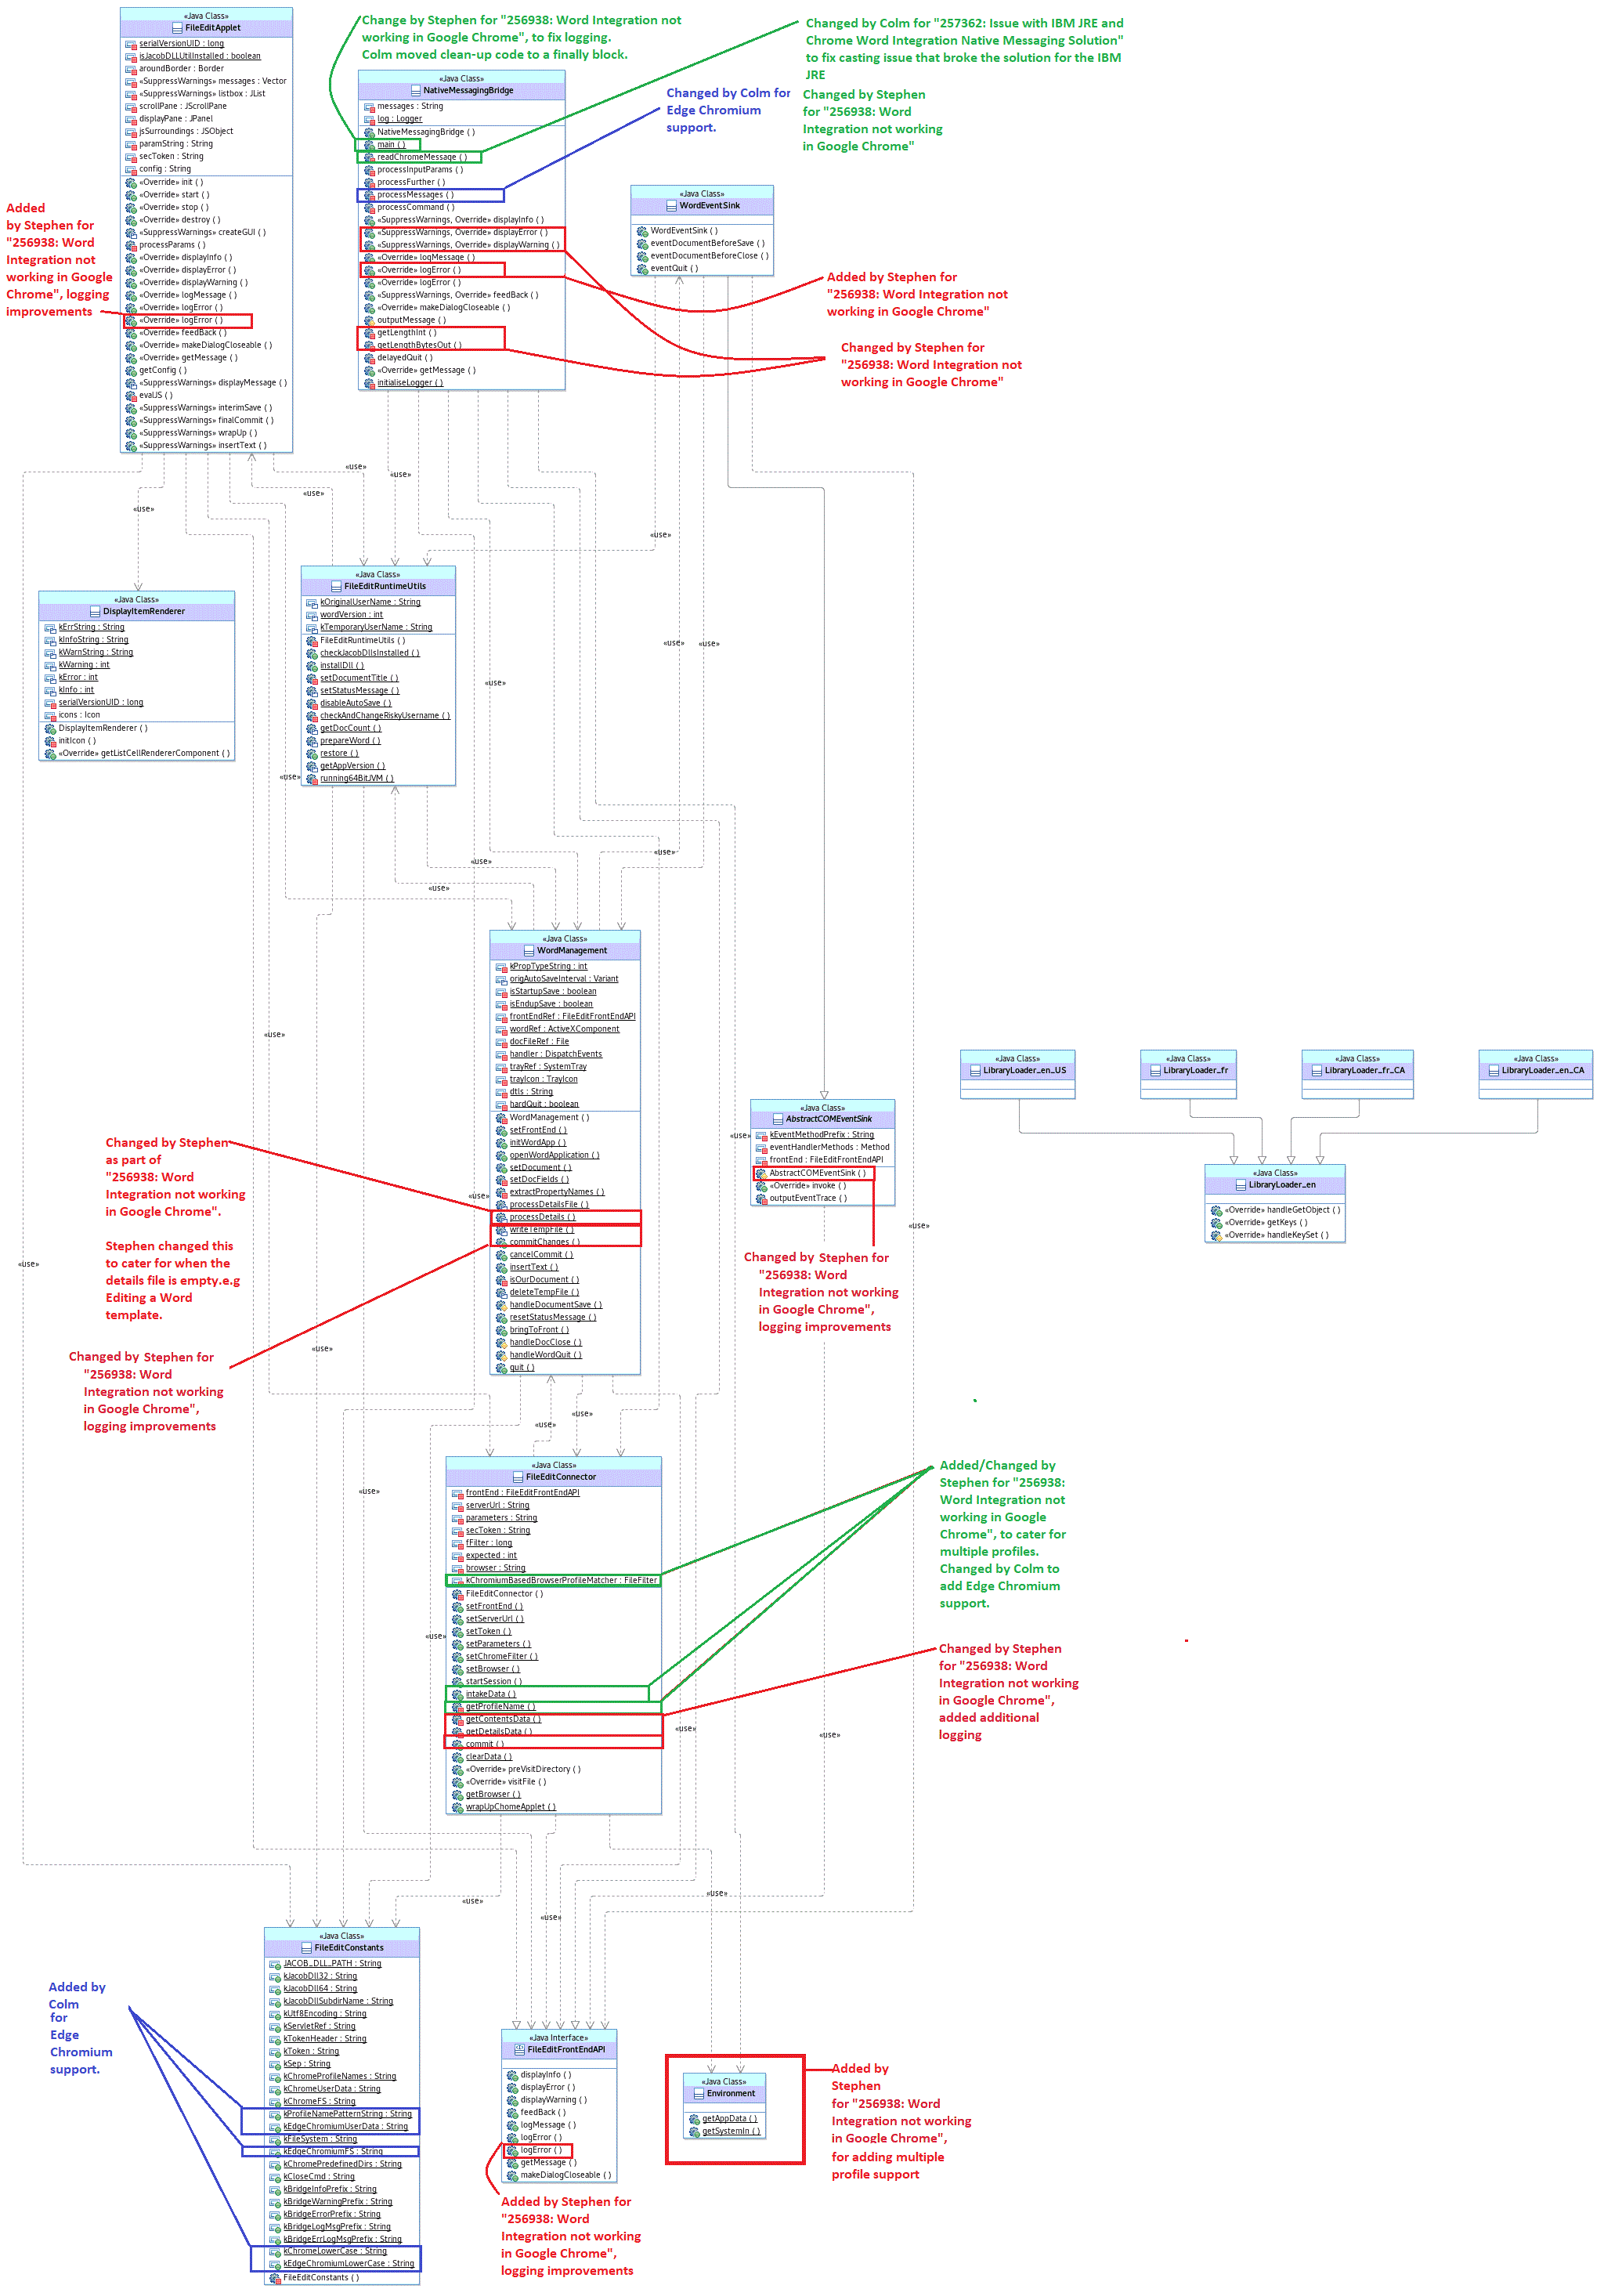 «Java Class»
FileEditApplet
serialVersionUID : long
isJacobDLLUtilInstalled : boolean
aroundBorder : Border
«SuppressWarnings» messages : Vector
«SuppressWarnings» listbox : JList
scrollPane : JScrollPane
displayPane : JPanel
jsSurroundings : JSObject
paramString : String
secToken : String
config : String
«Override» init ( )
«Override» start ( )
«Override» stop ( )
«Override» destroy ( )
«SuppressWarnings» createGUI ( )
processParams ( )
«Override» displayInfo ( )
«Override» displayError ( )
«Override» displayWarning ( )
«Override» logMessage ( )
«Override» logError ( )
«Override» logError ( )
«Override» feedBack ( )
«Override» makeDialogCloseable ( )
«Override» getMessage ( )
getConfig ( )
«SuppressWarnings» displayMessage ( )
evalJS ( )
«SuppressWarnings» interimSave ( )
«SuppressWarnings» finalCommit ( )
«SuppressWarnings» wrapUp ( )
«SuppressWarnings» insertText ( )
Added
by Stephen for
"256938: Word
Integration not
working in Google
Chrome", logging
improvements
Change by Stephen for "256938: Word Integration not
working in Google Chrome", to fix logging.
Colm moved clean-up code to a finally block.
«Java Class»
NativeMessagingBridge
messages : String
log : Logger
NativeMessagingBridge ( )
main ( )
readChromeMessage ( )
processInputParams ( )
processFurther ( )
processMessages ( )
processCommand ( )
«SuppressWarnings, Override» displayInfo ( )
«SuppressWarnings, Override» displayError ( )
«SuppressWarnings, Override» displayWarning ( )
«Override» logMessage ( )
«Override» logError ( )
«Override» logError ( )
«SuppressWarnings, Override» feedBack ( )
«Override» makeDialogCloseable ( )
outputMessage ( )
getLengthInt ( )
getLengthBytesOut ( )
delayedQuit ( )
«Override» getMessage ( )
initialiseLogger ( )
Changed by Colm for "257362: Issue with IBM JRE and
Chrome Word Integration Native Messaging Solution"
to fix casting issue that broke the solution for the IBM
JRE
Changed by Stephen
for "256938: Word
Integration not working
in Google Chrome"
Changed by Colm for
Edge Chromium
support.
«Java Class»
WordEventSink
WordEventSink ( )
eventDocumentBeforeSave ( )
eventDocumentBeforeClose ( )
eventQuit ( )
Added by Stephen for
"256938: Word Integration not
working in Google Chrome"
Changed by Stephen for
"256938: Word Integration not
working in Google Chrome"
«use»
«use»
«use»
«use»
«use»
«Java Class»
DisplayItemRenderer
kErrString : String
kInfoString : String
kWarnString : String
kWarning : int
kError : int
kInfo : int
serialVersionUID : long
icons : Icon
DisplayItemRenderer ( )
initIcon ( )
«Override» getListCellRendererComponent ( )
«Java Class»
FileEditRuntimeUtils
kOriginalUserName : String
wordVersion : int
kTemporaryUserName : String
FileEditRuntimeUtils ( )
checkJacobDllsInstalled ( )
installDll ( )
setDocumentTitle ( )
setStatusMessage ( )
disableAutoSave ( )
checkAndChangeRiskyUsername ( )
getDocCount ( )
prepareWord ( )
restore ( )
getAppVersion ( )
running64BitJVM ( )
«use»
«use»
«use»
«use»
«use»
«use»
«use»
«use»
«Java Class»
WordManagement
kPropTypeString : int
origAutoSaveInterval : Variant
isStartupSave : boolean
isEndupSave : boolean
frontEndRef : FileEditFrontEndAPI
wordRef : ActiveXComponent
docFileRef : File
handler : DispatchEvents
trayRef : SystemTray
trayIcon : TrayIcon
dtls : String
hardQuit : boolean
WordManagement ( )
setFrontEnd ( )
initWordApp ( )
openWordApplication ( )
setDocument ( )
setDocFields ( )
extractPropertyNames ( )
processDetailsFile ( )
processDetails ( )
writeTempFile ( )
commitChanges ( )
cancelCommit ( )
insertText ( )
isOurDocument ( )
deleteTempFile ( )
handleDocumentSave ( )
resetStatusMessage ( )
bringToFront ( )
handleDocClose ( )
handleWordQuit ( )
quit ( )
Changed by Stephen
as part of
"256938: Word
Integration not working
in Google Chrome".
Stephen changed this
to cater for when the
details file is empty.e.g
Editing a Word
template.
Changed by Stephen for
"256938: Word
Integration not working
in Google Chrome",
logging improvements
«use»
«use»
«use»
«use»
«use»
«Java Class»
AbstractCOMEventSink
kEventMethodPrefix : String
eventHandlerMethods : Method
frontEnd : FileEditFrontEndAPI
AbstractCOMEventSink ( )
«Override» invoke ( )
outputEventTrace ( )
Changed by Stephen for
"256938: Word
Integration not working
in Google Chrome",
logging improvements
«Java Class»
LibraryLoader_en_US
«Java Class»
LibraryLoader_fr
«Java Class»
LibraryLoader_fr_CA
«Java Class»
LibraryLoader_en_CA
«Java Class»
LibraryLoader_en
«Override» handleGetObject ( )
«Override» getKeys ( )
«Override» handleKeySet ( )
«use»
«use»
«use»
«Java Class»
FileEditConnector
frontEnd : FileEditFrontEndAPI
serverUrl : String
parameters : String
secToken : String
fFilter : long
expected : int
browser : String
kChromiumBasedBrowserProfileMatcher : FileFilter
FileEditConnector ( )
setFrontEnd ( )
setServerUrl ( )
setToken ( )
setParameters ( )
setChromeFilter ( )
setBrowser ( )
startSession ( )
intakeData ( )
getProfileName ( )
getContentsData ( )
getDetailsData ( )
commit ( )
clearData ( )
«Override» preVisitDirectory ( )
«Override» visitFile ( )
getBrowser ( )
wrapUpChomeApplet ( )
Added/Changed by
Stephen for "256938:
Word Integration not
working in Google
Chrome", to cater for
multiple profiles.
Changed by Colm to
add Edge Chromium
support.
Changed by Stephen
for "256938: Word
Integration not working
in Google Chrome",
added additional
logging
«use»
«use»
«use»
«use»
«use»
«use»
«Java Class»
FileEditConstants
JACOB_DLL_PATH : String
kJacobDll32 : String
kJacobDll64 : String
kJacobDllSubdirName : String
kUtf8Encoding : String
kServletRef : String
kTokenHeader : String
kToken : String
kSep : String
kChromeProfileNames : String
kChromeUserData : String
kChromeFS : String
kProfileNamePatternString : String
kEdgeChromiumUserData : String
kFileSystem : String
kEdgeChromiumFS : String
kChromePredefinedDirs : String
kCloseCmd : String
kBridgeInfoPrefix : String
kBridgeWarningPrefix : String
kBridgeErrorPrefix : String
kBridgeLogMsgPrefix : String
kBridgeErrLogMsgPrefix : String
kChromeLowerCase : String
kEdgeChromiumLowerCase : String
FileEditConstants ( )
Added by
Colm
for
Edge
Chromium
support.
«Java Interface»
FileEditFrontEndAPI
displayInfo ( )
displayError ( )
displayWarning ( )
feedBack ( )
logMessage ( )
logError ( )
logError ( )
getMessage ( )
makeDialogCloseable ( )
Added by Stephen for
"256938: Word
Integration not working
in Google Chrome",
logging improvements
«Java Class»
Environment
getAppData ( )
getSystemIn ( )
Added by
Stephen
for "256938: Word
Integration not working
in Google Chrome",
for adding multiple
profile support